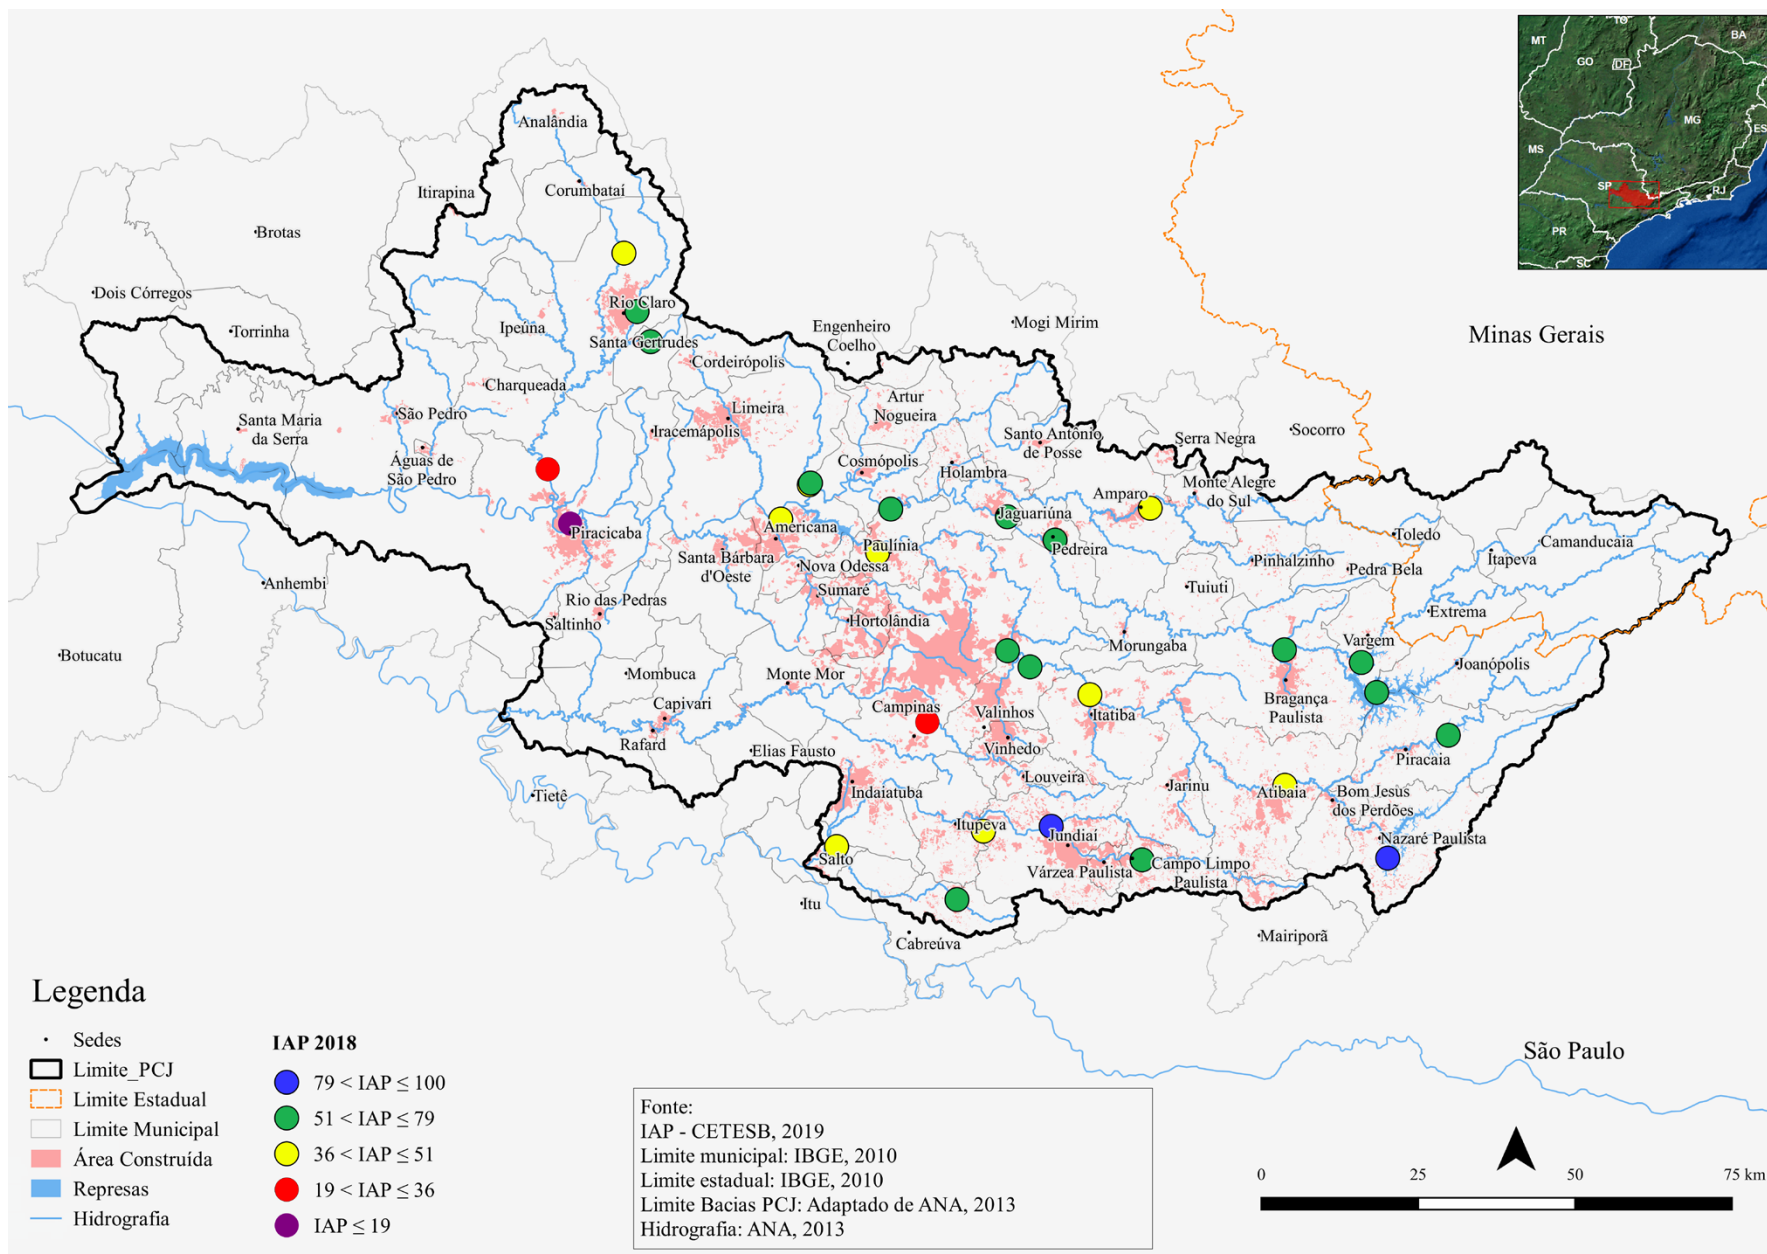 TO
BA
MT
GO
DF
MG
ES
MS
SP
RJ
PR
SC
Analândia
Itirapina
Corumbataí
Brotas
Dois Córregos
Rio Claro
Torrinha
Ipeúna
Santa Gertrudes
Engenheiro
Coelho
Mogi Mirim
Minas Gerais
Cordeirópolis
Charqueada
Artur
Nogueira
São Pedro
Santa Maria
da Serra
Limeira
Iracemápolis
Santo Antônio
de Posse
Serra Negra
Socorro
Águas de
São Pedro
Cosmópolis
Holambra
Monte Alegre
do Sul
Amparo
Jaguariúna
Piracicaba
Americana
Paulínia
Pedreira
Toledo
Camanducaia
Itapeva
Santa Bárbara
d'Oeste
Nova Odessa
Pinhalzinho
Pedra Bela
Anhembi
Sumaré
Tuiuti
Rio das Pedras
Saltinho
Hortolândia
Extrema
Morungaba
Vargem
Botucatu
Joanópolis
Mombuca
Monte Mor
Bragança
Paulista
Capivari
Campinas
Valinhos
Itatiba
Rafard
Elias Fausto
Vinhedo
Piracaia
Louveira
Tietê
Indaiatuba
Jarinu
Atibaia
Bom Jesus
dos Perdões
Itupeva
Jundiaí
Nazaré Paulista
Salto
Várzea Paulista
Campo Limpo
Paulista
Itu
Cabreúva
Mairiporã
São Paulo
Legenda
Sedes
Limite_PCJ
Limite Estadual
Limite Municipal
Área Construída
Represas
Hidrografia
IAP 2018
79 < IAP ≤ 100
51 < IAP ≤ 79
36 < IAP ≤ 51
19 < IAP ≤ 36
IAP ≤ 19
Fonte:
IAP - CETESB, 2019
Limite municipal: IBGE, 2010
Limite estadual: IBGE, 2010
Limite Bacias PCJ: Adaptado de ANA, 2013
Hidrografia: ANA, 2013
0 25 50 75 km